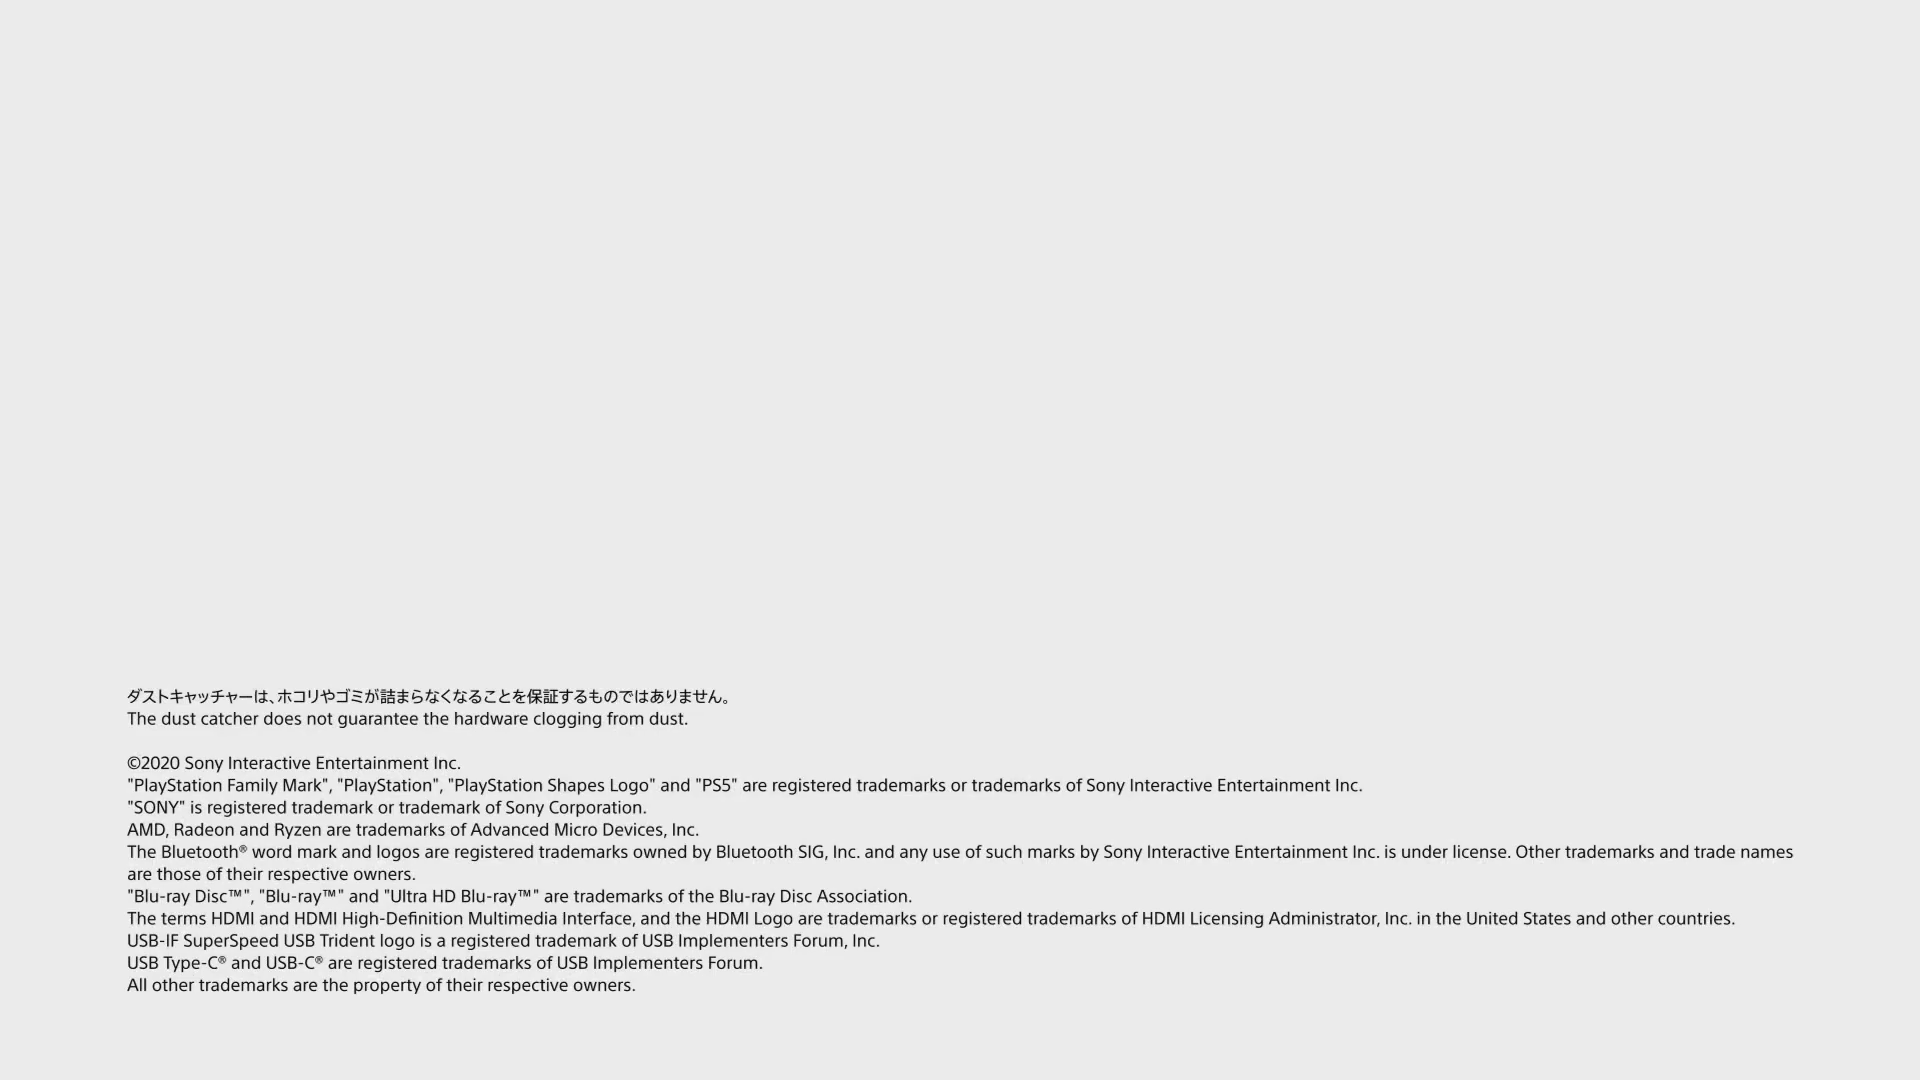 ダストキャッチャーは、ホコリやゴミが詰まらなくなることを保証するものではありません。
The dust catcher does not guarantee the hardware clogging from dust.
©2020 Sony Interactive Entertainment Inc.
"PlayStation Family Mark", "PlayStation", "PlayStation Shapes Logo" and "PS5" are registered trademarks or trademarks of Sony Interactive Entertainment Inc.
"SONY" is registered trademark or trademark of Sony Corporation.
AMD, Radeon and Ryzen are trademarks of Advanced Micro Devices, Inc.
The Bluetooth® word mark and logos are registered trademarks owned by Bluetooth SIG, Inc. and any use of such marks by Sony Interactive Entertainment Inc. is under license. Other trademarks and trade names
are those of their respective owners.
"Blu-ray Disc™", "Blu-ray™" and "Ultra HD Blu-ray™" are trademarks of the Blu-ray Disc Association.
The terms HDMI and HDMI High-Definition Multimedia Interface, and the HDMI Logo are trademarks or registered trademarks of HDMI Licensing Administrator, Inc. in the United States and other countries.
USB-IF SuperSpeed USB Trident logo is a registered trademark of USB Implementers Forum, Inc.
USB Type-C® and USB-C® are registered trademarks of USB Implementers Forum.
All other trademarks are the property of their respective owners.